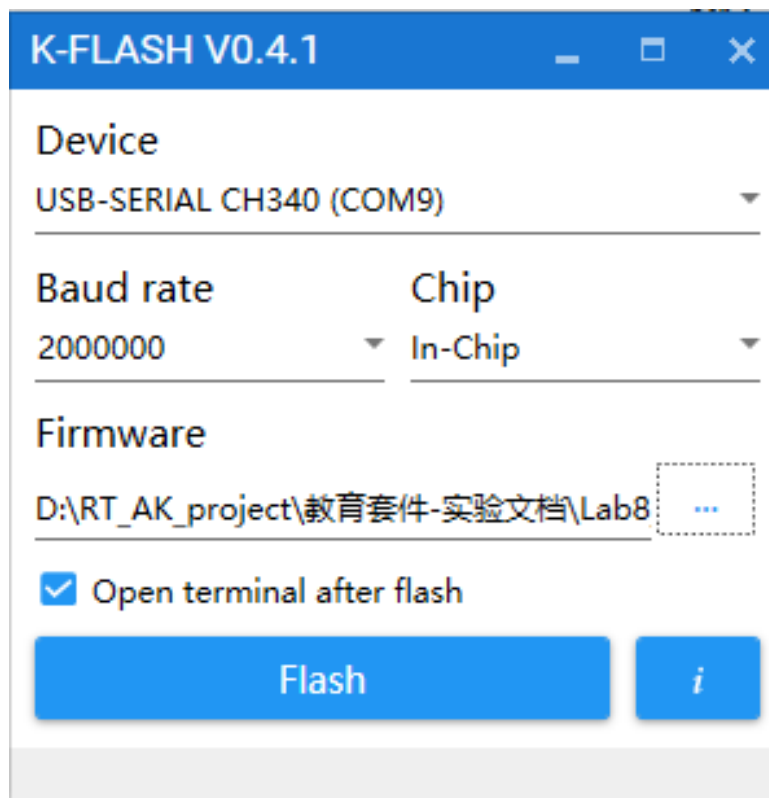 K-FLASH V0.4.1
Device
USB-SERIAL CH340 (COM9)
Baud rate
Chip
2000000
In-Chip
Firmware
D:\RT_AK_project\教育套件-实验文档\Lab8
...
Open terminal after flash
Flash
i